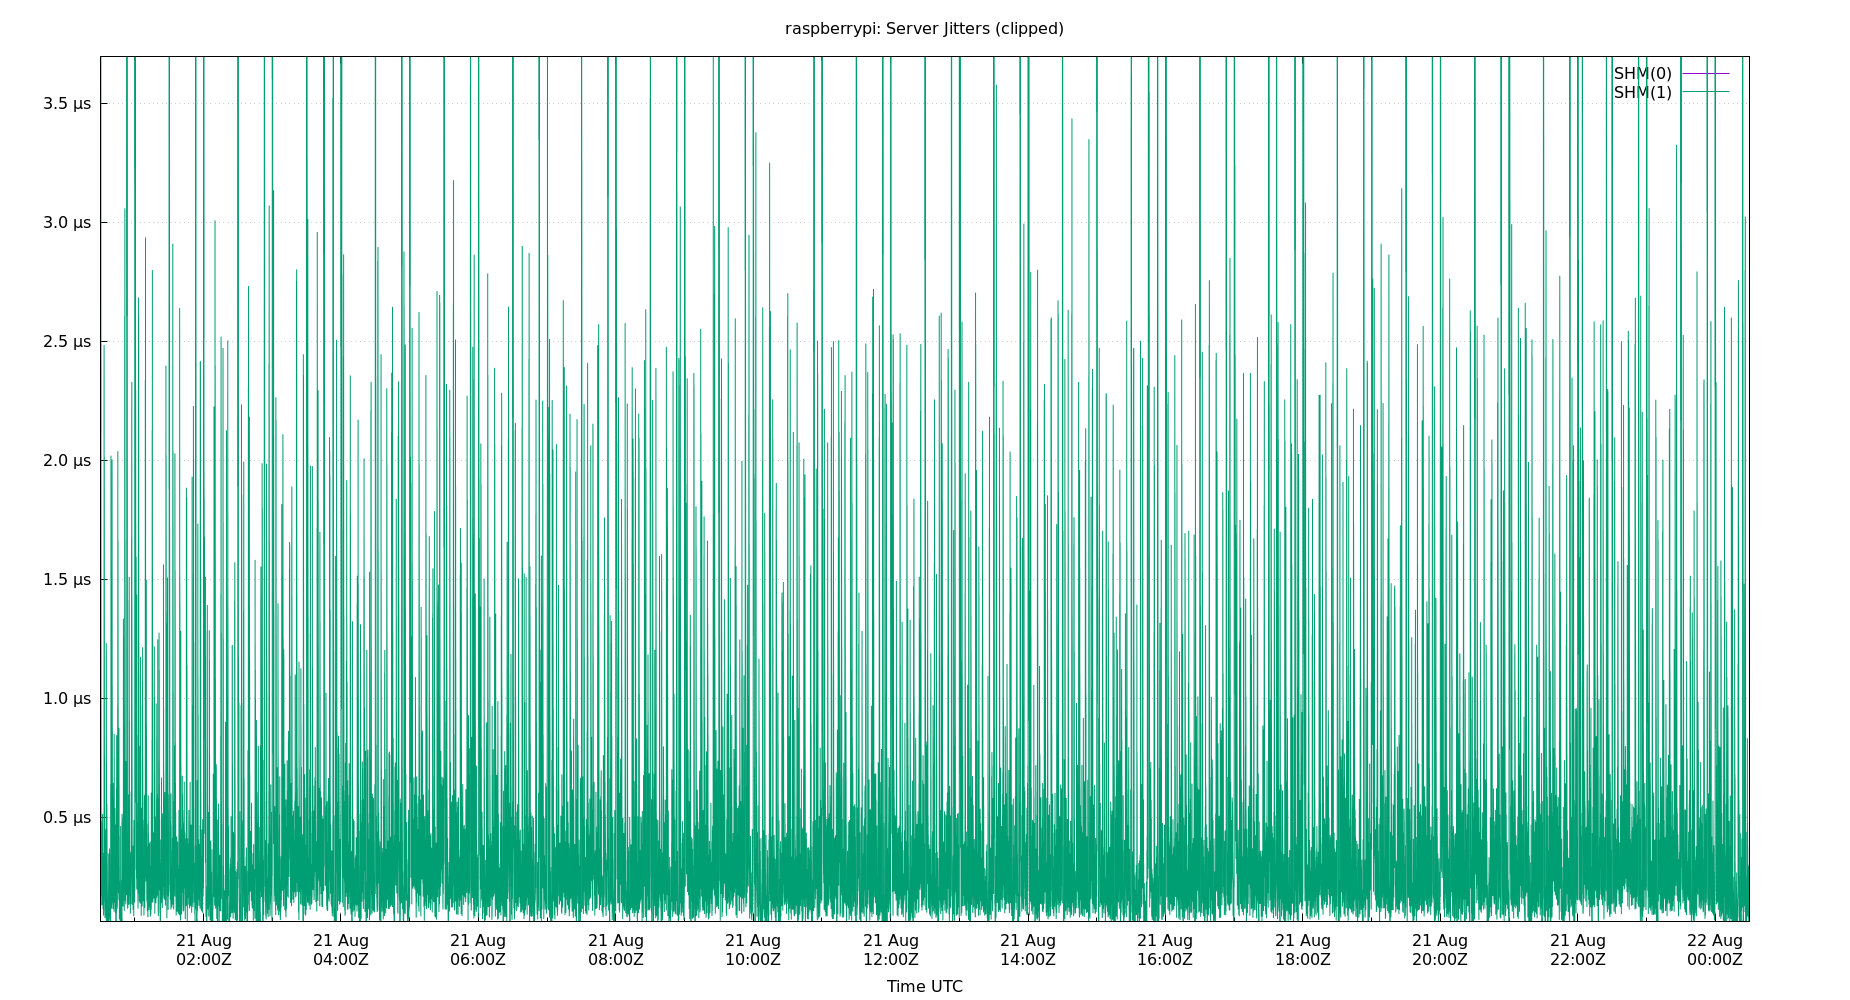 raspberrypi: Server Jitters (clipped)
SHM(0)
SHM(1)
3.5 μs
3.0 μs
2.5 μs
2.0 μs
1.5 μs
1.0 μs
0.5 μs
21 Aug 21 Aug 21 Aug 21 Aug 21 Aug 21 Aug 21 Aug 21 Aug 21 Aug 21 Aug 21 Aug 22 Aug
02:00Z 04:00Z 06:00Z 08:00Z 10:00Z 12:00Z 14:00Z 16:00Z 18:00Z 20:00Z 22:00Z 00:00Z
Time UTC